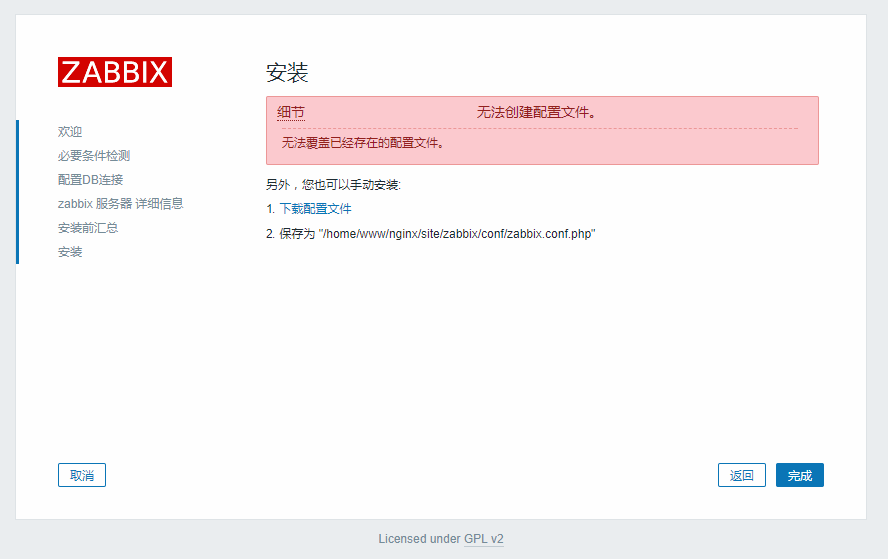 ZABBIX
安装
细节 无法创建配置文件。
无法覆盖已经存在的配置文件。
欢迎
必要条件检测
配置DB连接
zabbix 服务器 详细信息
安装前汇总
安装
另外，您也可以手动安装:
1. 下载配置文件
2. 保存为 "/home/www/nginx/site/zabbix/conf/zabbix.conf.php"
取消
返回
完成
Licensed under GPL v2